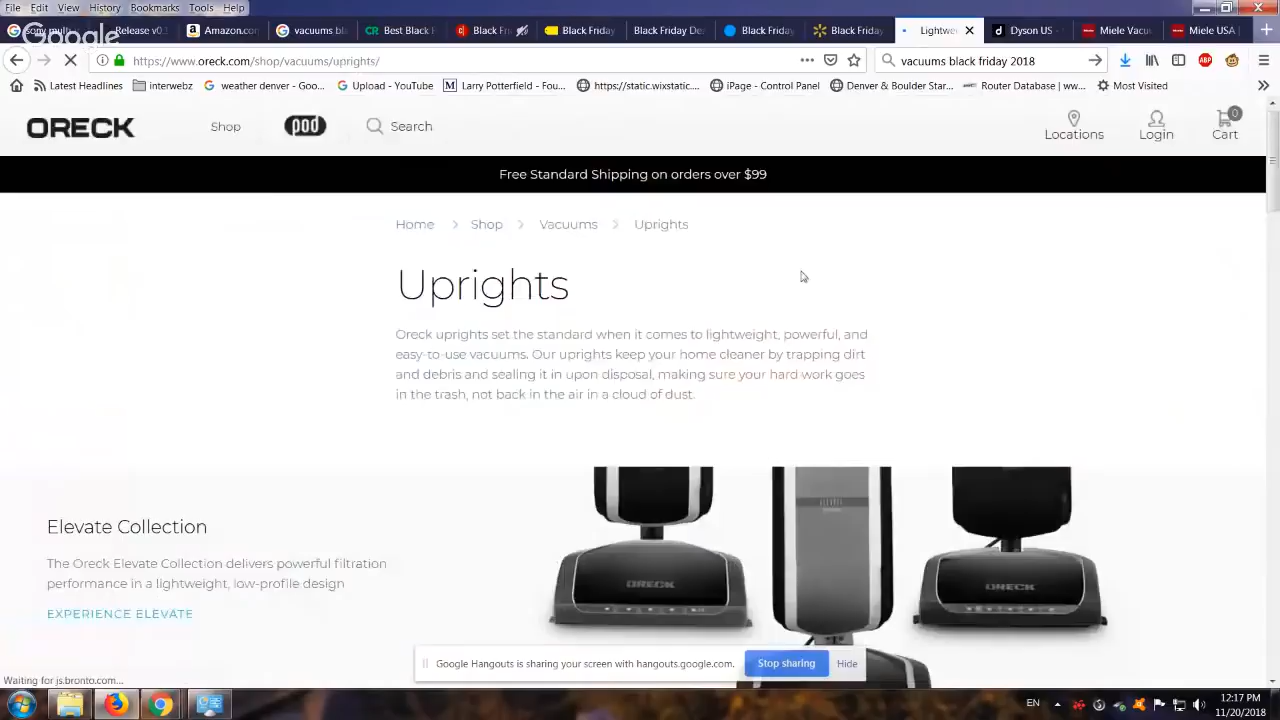 File Edit View History Bookmarks Tools Help
Google
sony mult
Release v0.
Amazon.com
vacuums bl
Best Black F
Black Fri
Black Friday
Black Friday De
Black Friday
Black Friday
Lightwe
Dyson US
Miele Vacu
Miele USA |
https://www.oreck.com/shop/vacuums/uprights/
vacuums black friday 2018
Latest Headlines interwebz weather denver - Goo... Upload - YouTube Larry Potterfield - Fou... https://static.wixstatic.... iPage - Control Panel Denver & Boulder Star... Router Database | ww... Most Visited
ORECK Shop pod Search Locations Login Cart 0
Free Standard Shipping on orders over $99
Home > Shop > Vacuums > Uprights
Uprights
Oreck uprights set the standard when it comes to lightweight, powerful, and
easy-to-use vacuums. Our uprights keep your home cleaner by trapping dirt
and debris and sealing it in upon disposal, making sure your hard work goes
in the trash, not back in the air in a cloud of dust.
Elevate Collection
The Oreck Elevate Collection delivers powerful filtration
performance in a lightweight, low-profile design
EXPERIENCE ELEVATE
ORECK
ORECK
Google Hangouts is sharing your screen with hangouts.google.com. Stop sharing Hide
Waiting for js.bronto.com...
EN
12:17 PM
11/20/2018